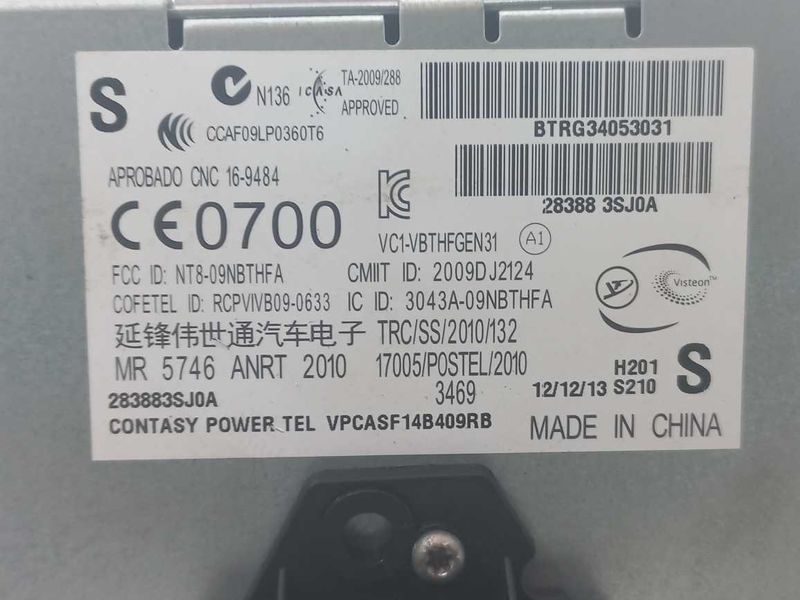 S
N136
ICASA
TA-2009/288
APPROVED
CCAF09LP0360T6
BTRG34053031
APROBADO CNC 16-9484
28388 3SJ0A
CE0700
VC1-VBTHFGEN31
A1
FCC ID: NT8-09NBTHFA
CMIIT ID: 2009DJ2124
COFETEL ID: RCPVIVB09-0633
IC ID: 3043A-09NBTHFA
Visteon
延锋伟世通汽车电子
TRC/SS/2010/132
MR 5746 ANRT 2010
17005/POSTEL/2010
3469
H201
12/12/13 S210
S
283883SJ0A
CONTASY POWER TEL VPCASF14B409RB
MADE IN CHINA